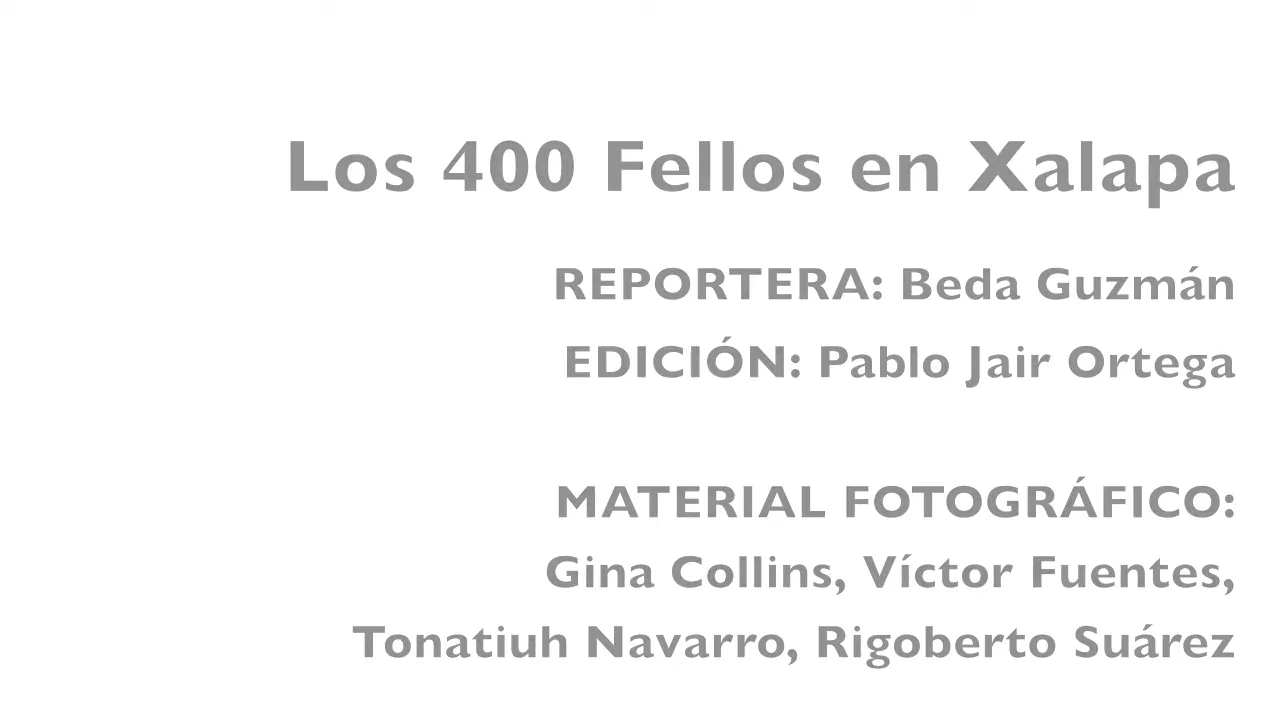 Los 400 Fellos en Xalapa
REPORTERA: Beda Guzmán
EDICIÓN: Pablo Jair Ortega
MATERIAL FOTOGRÁFICO:
Gina Collins, Víctor Fuentes,
Tonatiuh Navarro, Rigoberto Suárez